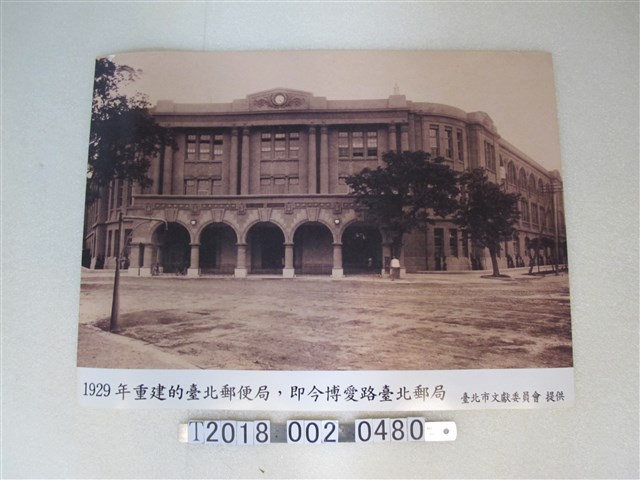 1929年重建的臺北郵便局，即今博愛路臺北郵局
臺北市文獻委員會 提供
T2018 002 0480